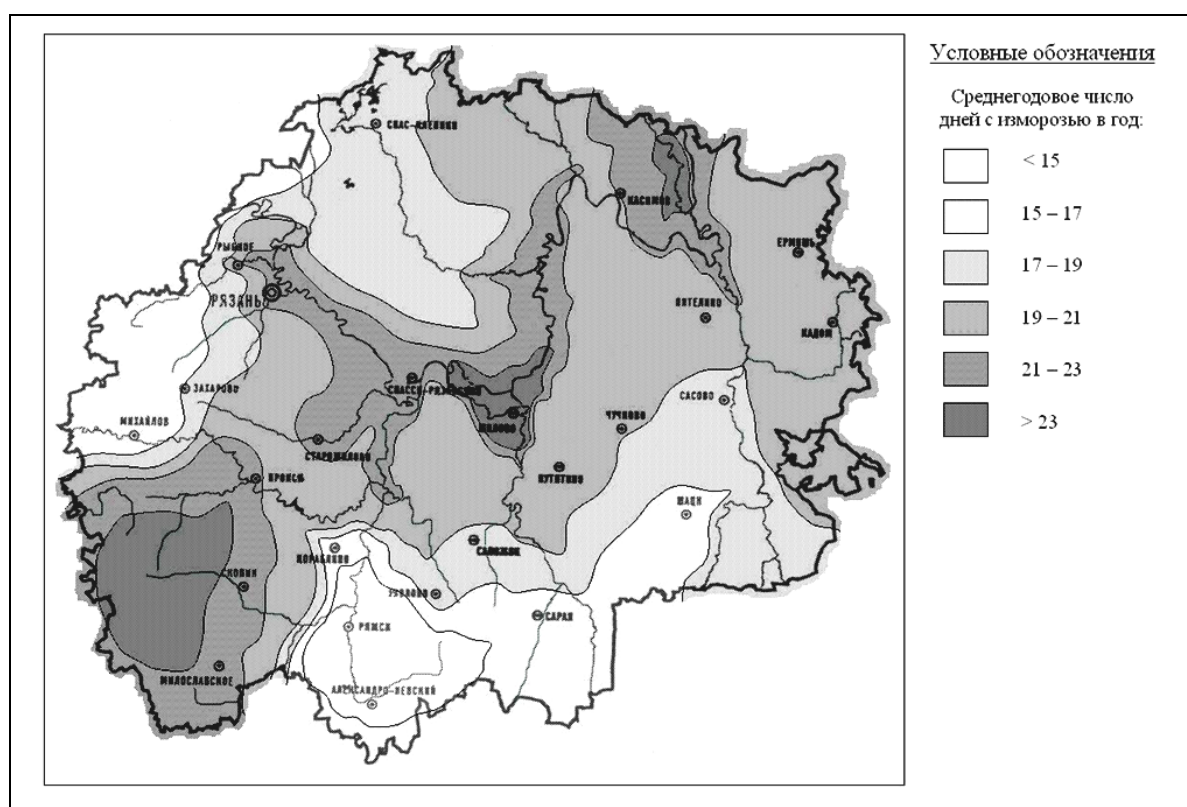 Условные обозначения
Среднегодовое число
дней с изморозью в год:
< 15
15 – 17
17 – 19
19 – 21
21 – 23
> 23
СПАС-КЛЕПИКИ
КАСИМОВ
РЫБНОЕ
ЕРМИШЬ
РЯЗАНЬ
ПИТЕЛИНО
КАДОМ
СПАССК-РЯЗАНСКИЙ
ЗАХАРОВО
САСОВО
МИХАЙЛОВ
ШИЛОВО
ЧУЧКОВО
СТАРОЖИЛОВО
ПУТЯТИНО
ПРОНСК
ШАЦК
САПОЖОК
КОРАБЛИНО
СКОПИН
УХОЛОВО
САРАИ
РЯЖСК
МИЛОСЛАВСКОЕ
АЛЕКСАНДРО-НЕВСКИЙ